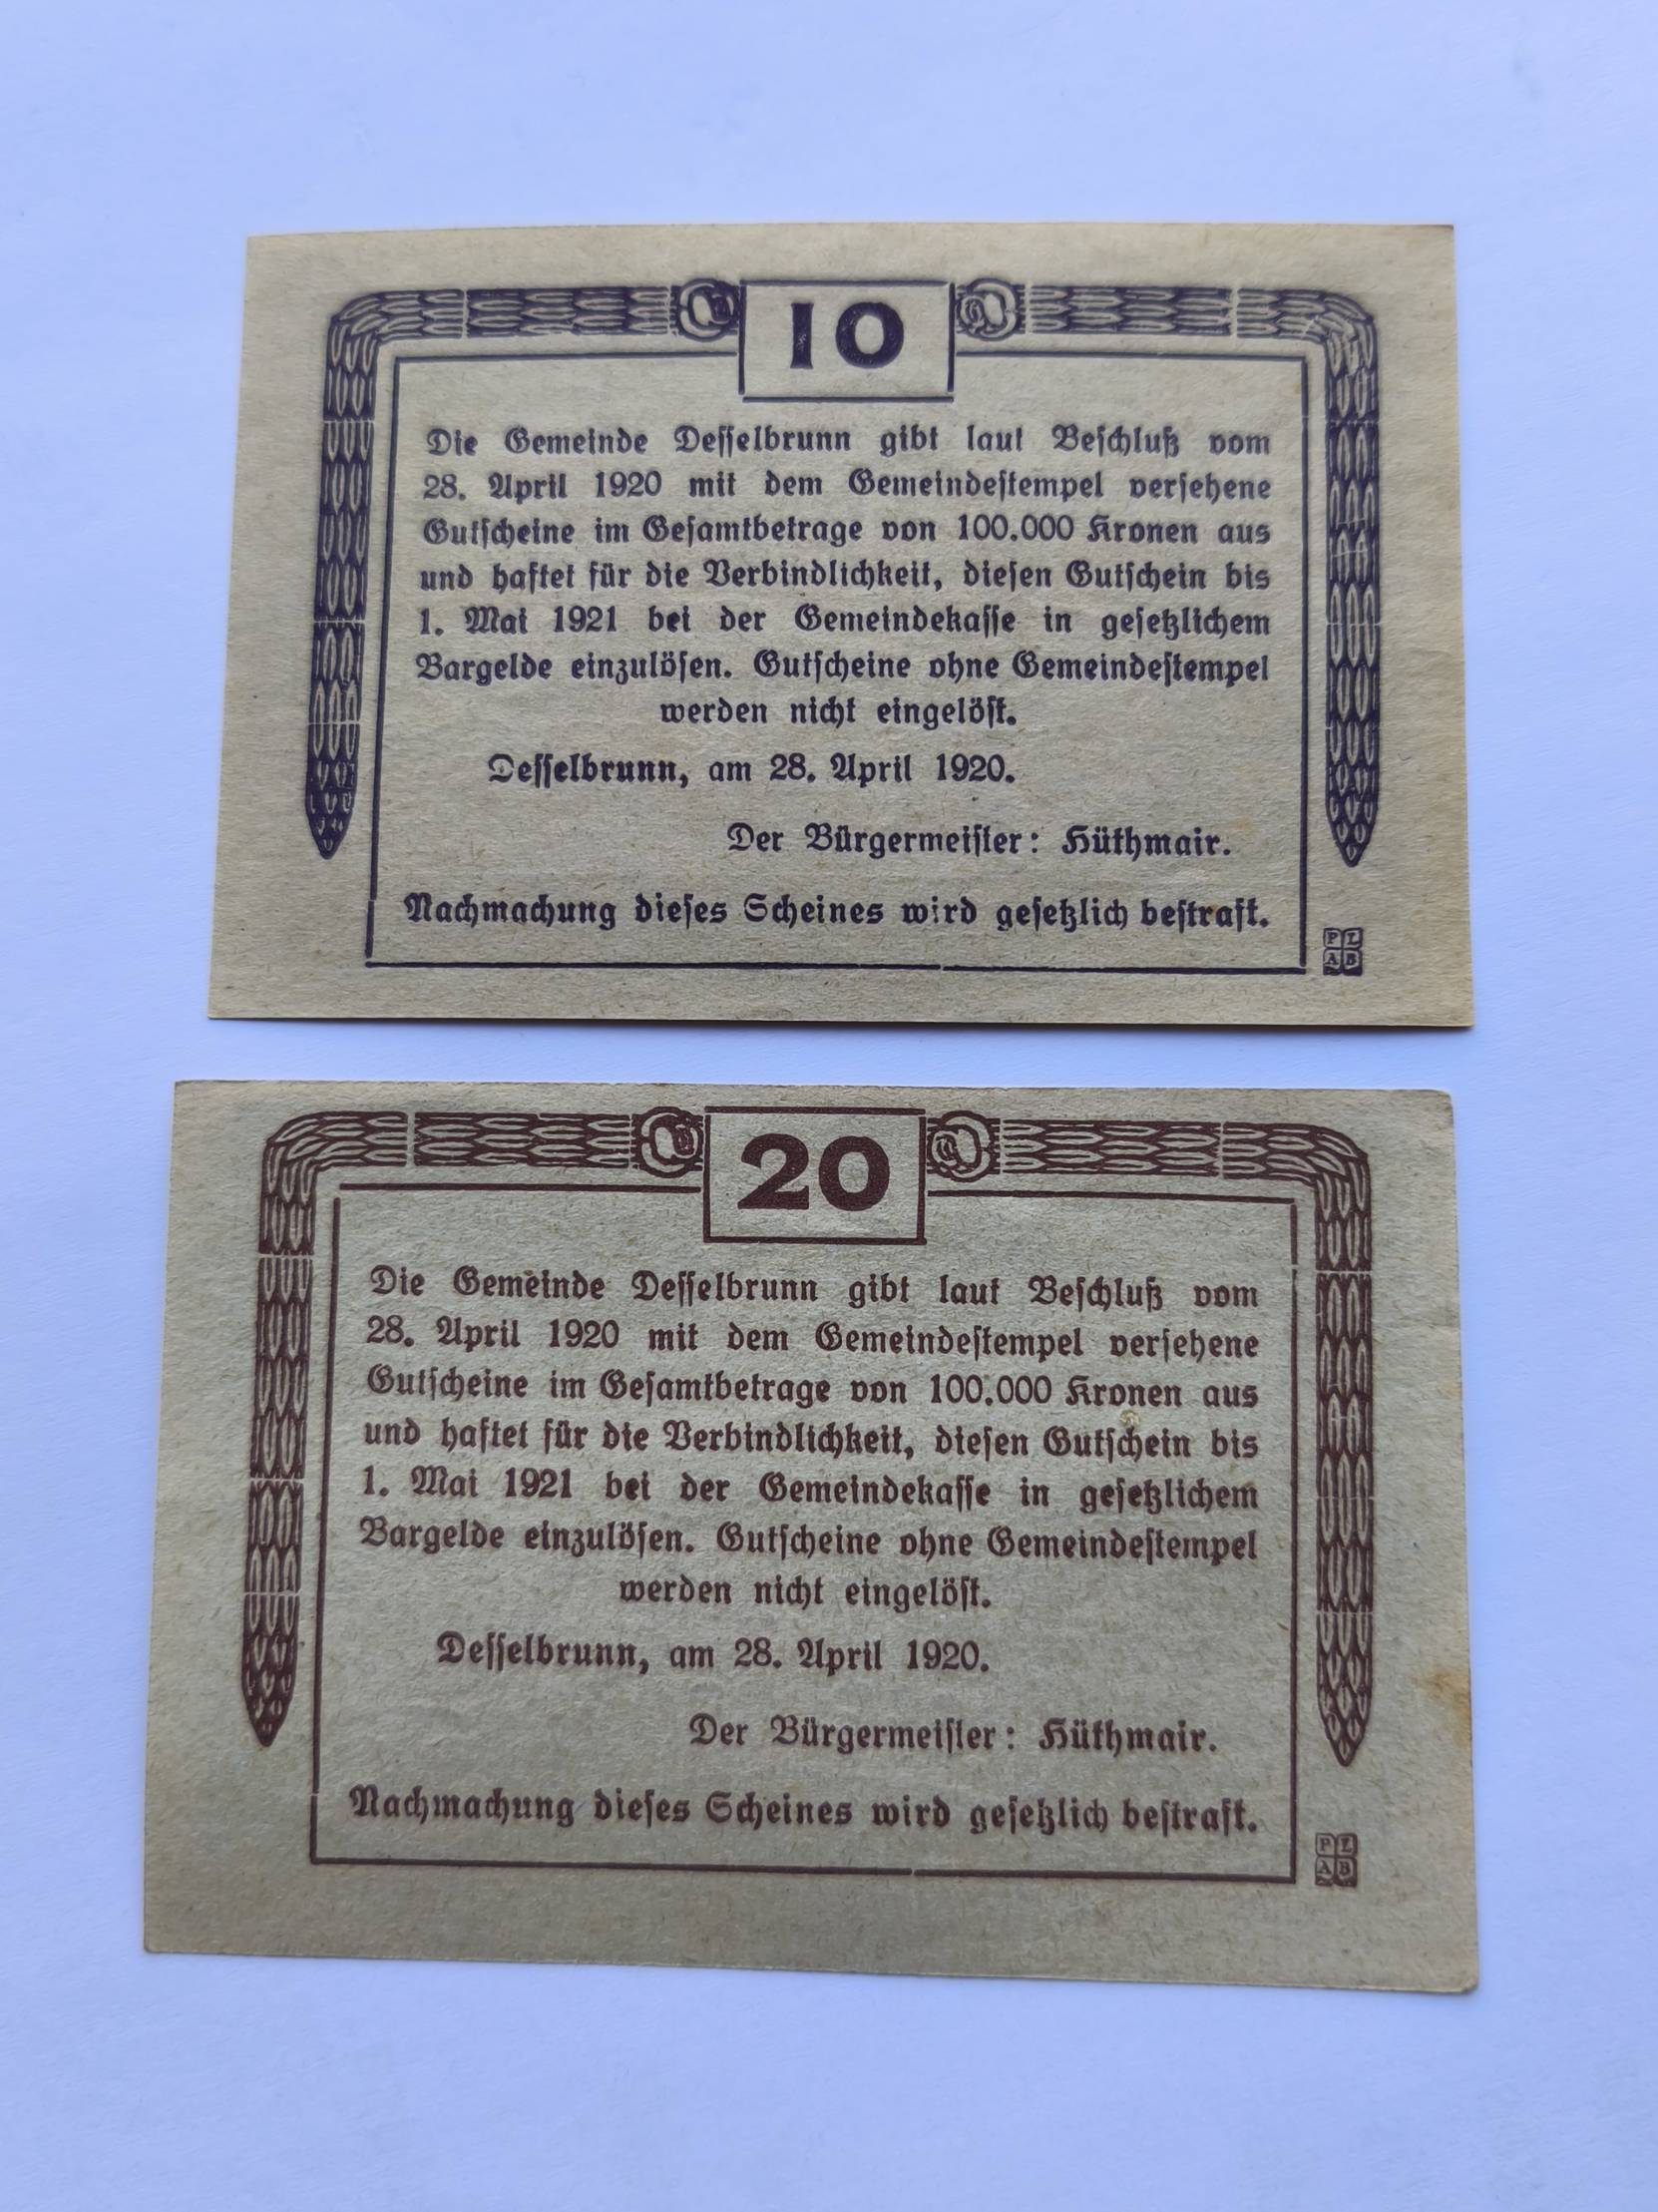 10
Die Gemeinde Desselbrunn gibt laut Beschluß vom
28. April 1920 mit dem Gemeindestempel versehene
Gutscheine im Gesamtbetrage von 100.000 Kronen aus
und haftet für die Verbindlichkeit, diesen Gutschein bis
1. Mai 1921 bei der Gemeindekasse in gesetzlichem
Bargelde einzulösen. Gutscheine ohne Gemeindestempel
werden nicht eingelöst.
Desselbrunn, am 28. April 1920.
Der Bürgermeister: Hüthmair.
Nachmachung dieses Scheines wird gesetzlich bestraft.
PL
AB
20
Die Gemeinde Desselbrunn gibt laut Beschluß vom
28. April 1920 mit dem Gemeindestempel versehene
Gutscheine im Gesamtbetrage von 100.000 Kronen aus
und haftet für die Verbindlichkeit, diesen Gutschein bis
1. Mai 1921 bei der Gemeindekasse in gesetzlichem
Bargelde einzulösen. Gutscheine ohne Gemeindestempel
werden nicht eingelöst.
Desselbrunn, am 28. April 1920.
Der Bürgermeister: Hüthmair.
Nachmachung dieses Scheines wird gesetzlich bestraft.
PL
AB